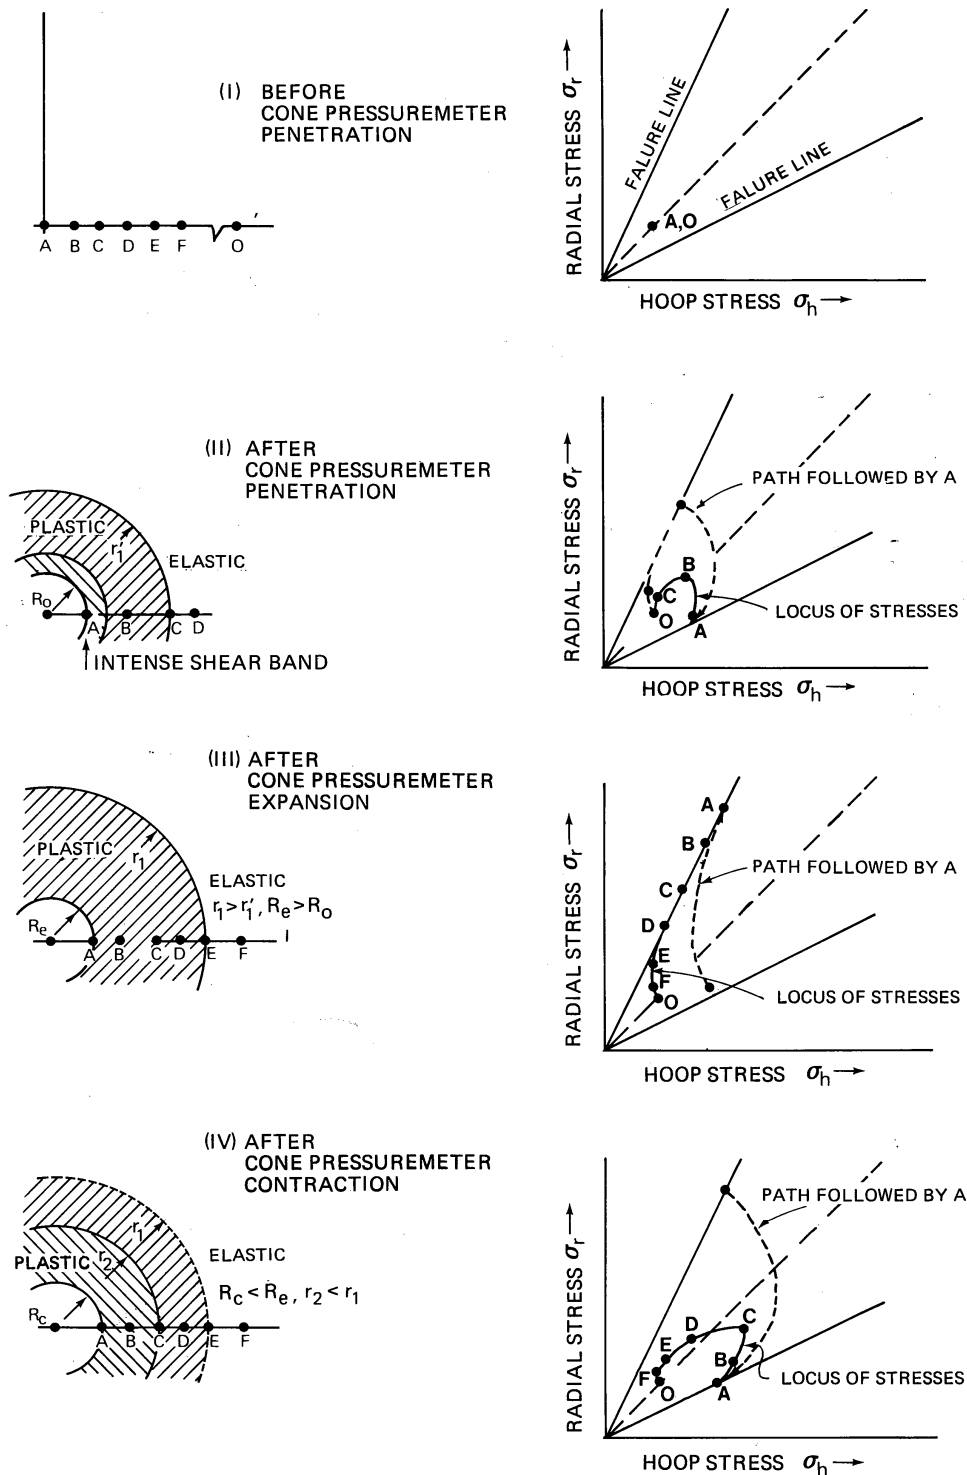 (I) BEFORE
CONE PRESSUREMETER
PENETRATION
A B C D E F O
RADIAL STRESS σr
FALURE LINE
FALURE LINE
A,O
HOOP STRESS σh
(II) AFTER
CONE PRESSUREMETER
PENETRATION
PLASTIC
r1'
ELASTIC
Ro
A B C D
INTENSE SHEAR BAND
RADIAL STRESS σr
PATH FOLLOWED BY A
B
C
O
A
LOCUS OF STRESSES
HOOP STRESS σh
(III) AFTER
CONE PRESSUREMETER
EXPANSION
PLASTIC
r1
ELASTIC
r1>r1', Re>Ro
Re
A B C D E F
RADIAL STRESS σr
A
B
PATH FOLLOWED BY A
C
D
E
F
O
LOCUS OF STRESSES
HOOP STRESS σh
(IV) AFTER
CONE PRESSUREMETER
CONTRACTION
r1
PLASTIC r2
ELASTIC
Rc<Re, r2<r1
Rc
A B C D E F
RADIAL STRESS σr
PATH FOLLOWED BY A
C
D
E
B
F
O
A
LOCUS OF STRESSES
HOOP STRESS σh